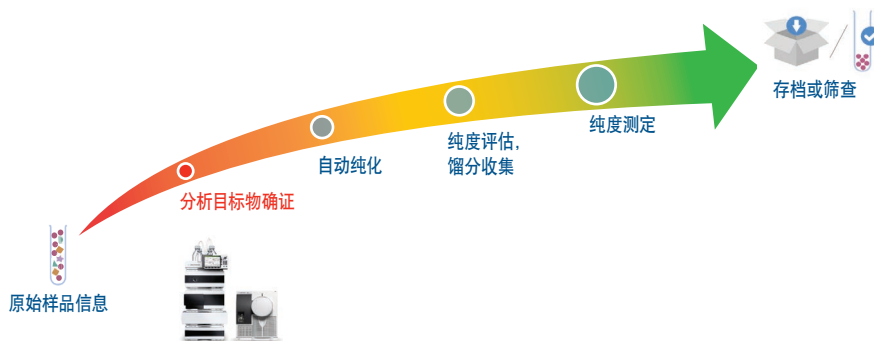 存档或筛查
纯度测定
纯度评估,
馏分收集
自动纯化
分析目标物确证
原始样品信息